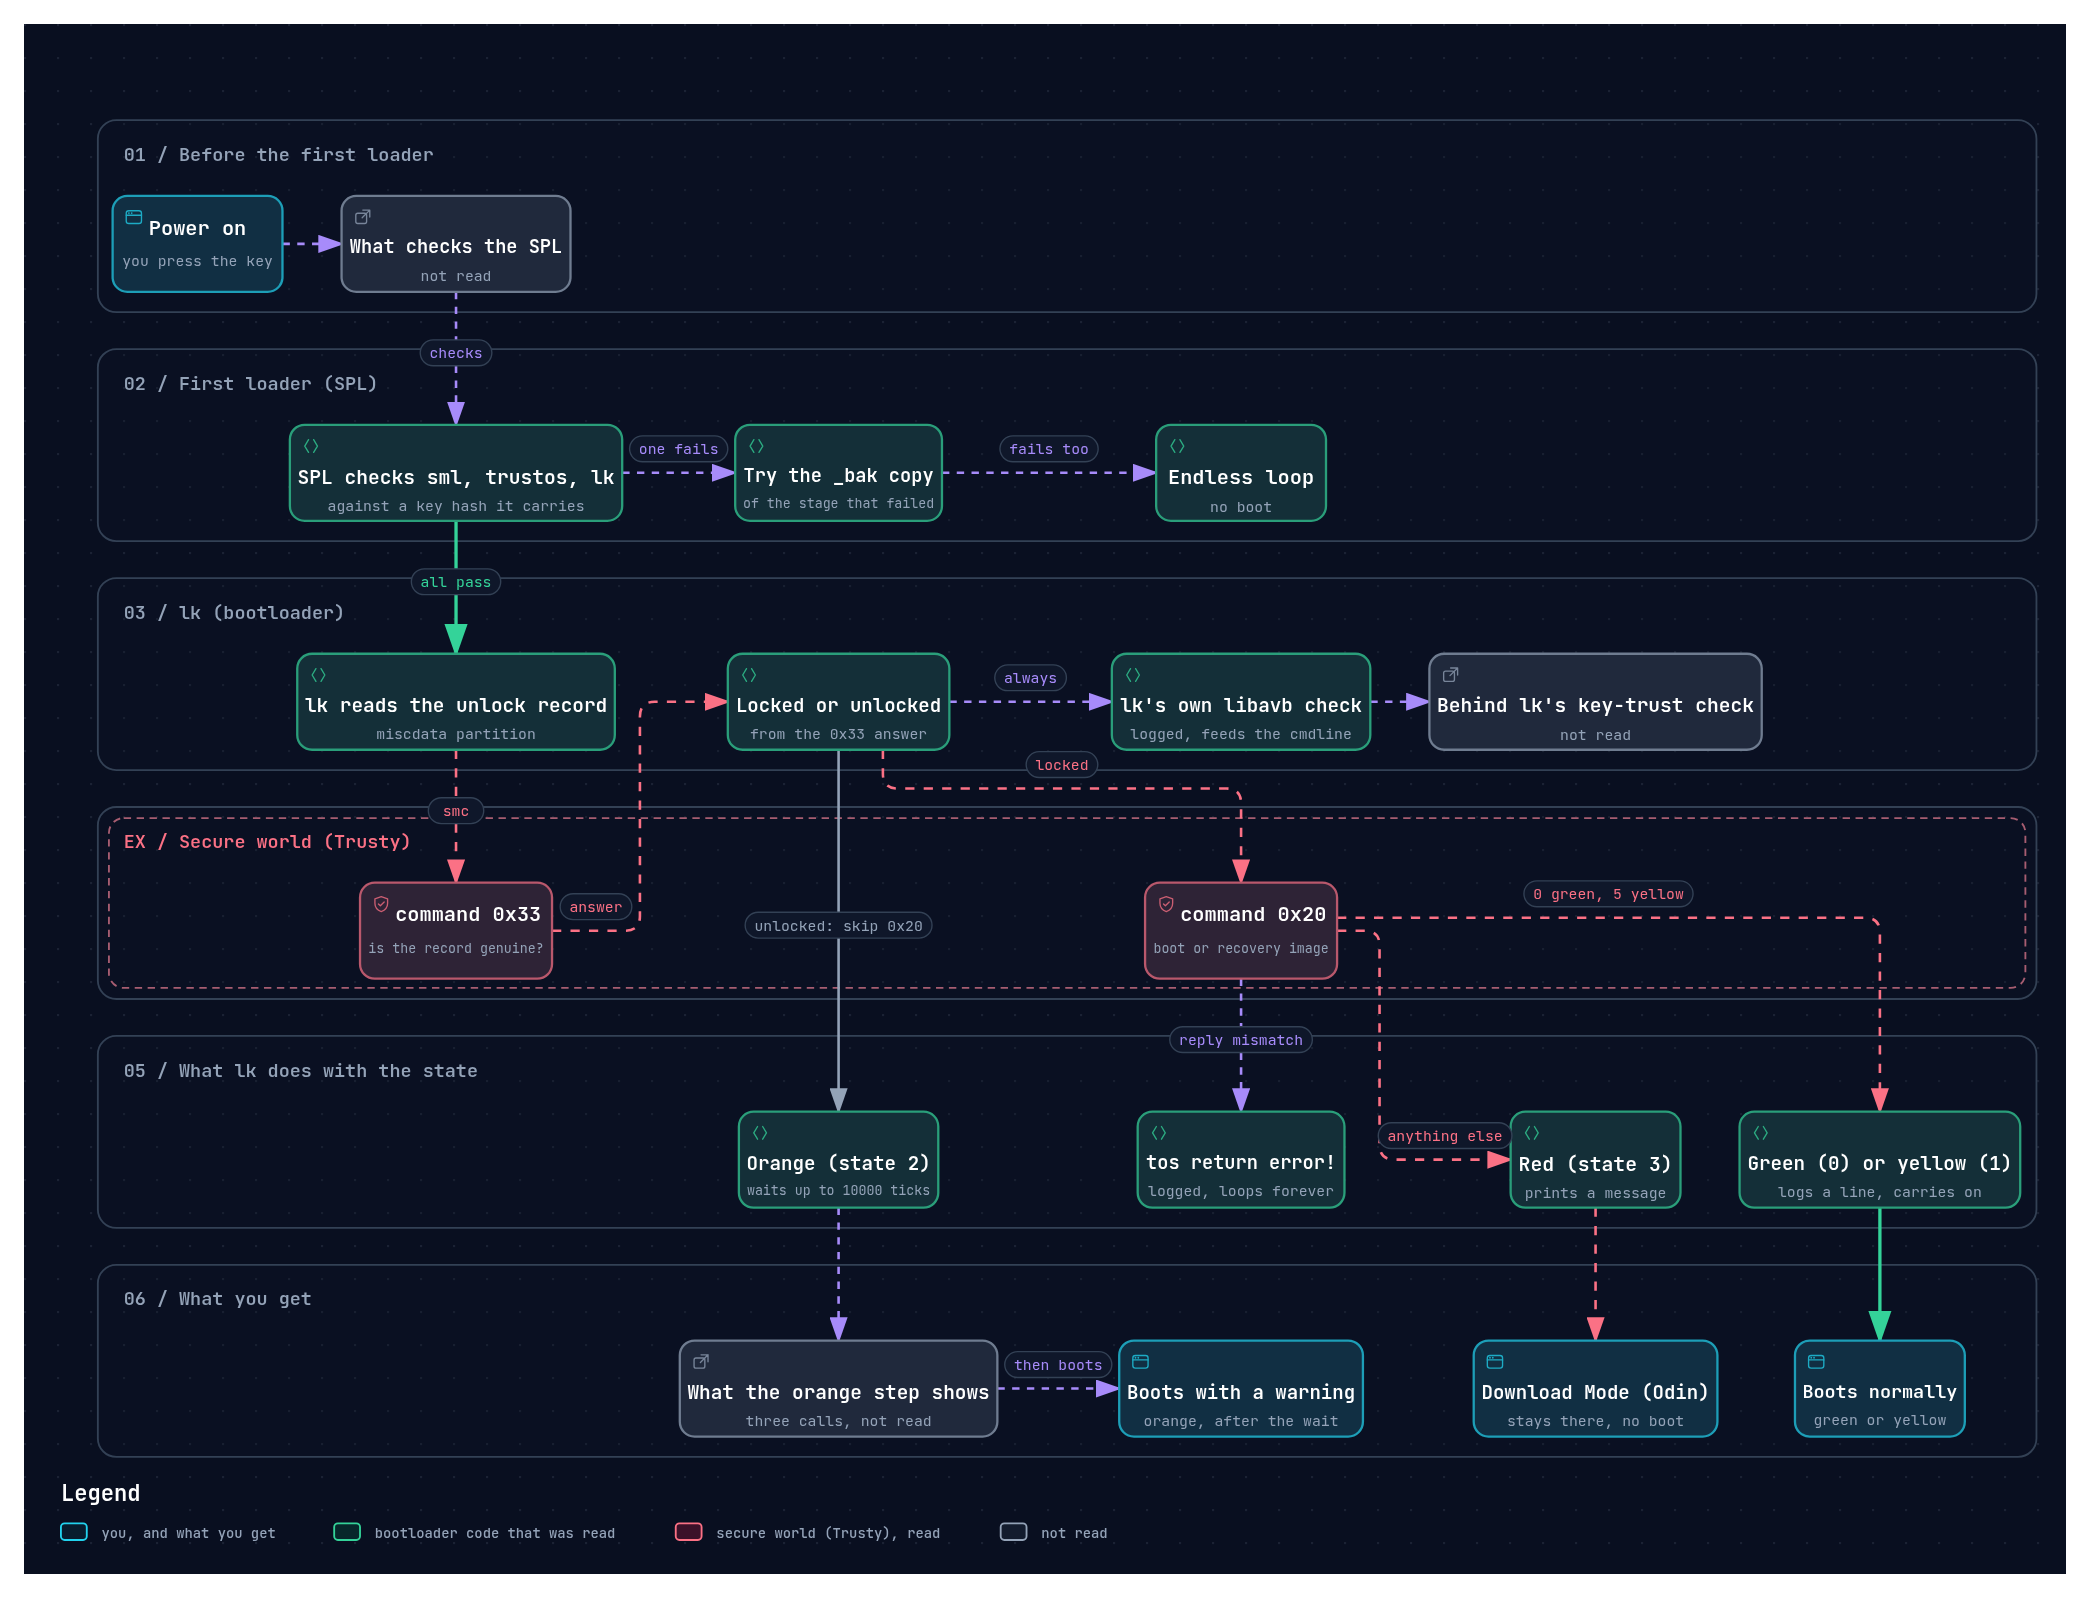 01 / Before the first loader
Power on
you press the key
What checks the SPL
not read
checks
02 / First loader (SPL)
SPL checks sml, trustos, lk
against a key hash it carries
one fails
Try the _bak copy
of the stage that failed
fails too
Endless loop
no boot
all pass
03 / lk (bootloader)
lk reads the unlock record
miscdata partition
Locked or unlocked
from the 0x33 answer
always
lk's own libavb check
logged, feeds the cmdline
Behind lk's key-trust check
not read
locked
smc
EX / Secure world (Trusty)
command 0x33
is the record genuine?
answer
unlocked: skip 0x20
command 0x20
boot or recovery image
0 green, 5 yellow
reply mismatch
05 / What lk does with the state
Orange (state 2)
waits up to 10000 ticks
tos return error!
logged, loops forever
anything else
Red (state 3)
prints a message
Green (0) or yellow (1)
logs a line, carries on
06 / What you get
What the orange step shows
three calls, not read
then boots
Boots with a warning
orange, after the wait
Download Mode (Odin)
stays there, no boot
Boots normally
green or yellow
Legend
you, and what you get
bootloader code that was read
secure world (Trusty), read
not read